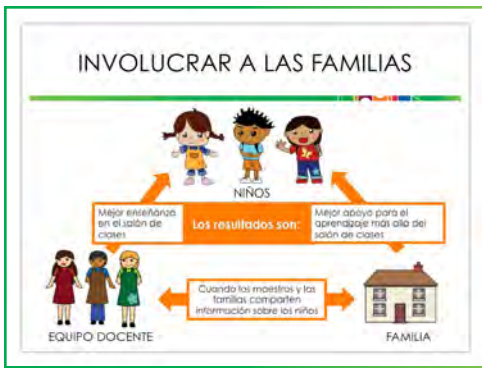 INVOLUCRAR A LAS FAMILIAS
NIÑOS
Mejor enseñanza
en el salón de
clases
Los resultados son:
Mejor apoyo para el
aprendizaje más allá del
salón de clases
Cuando los maestros y las
familias comparten
información sobre los niños
EQUIPO DOCENTE
FAMILIA